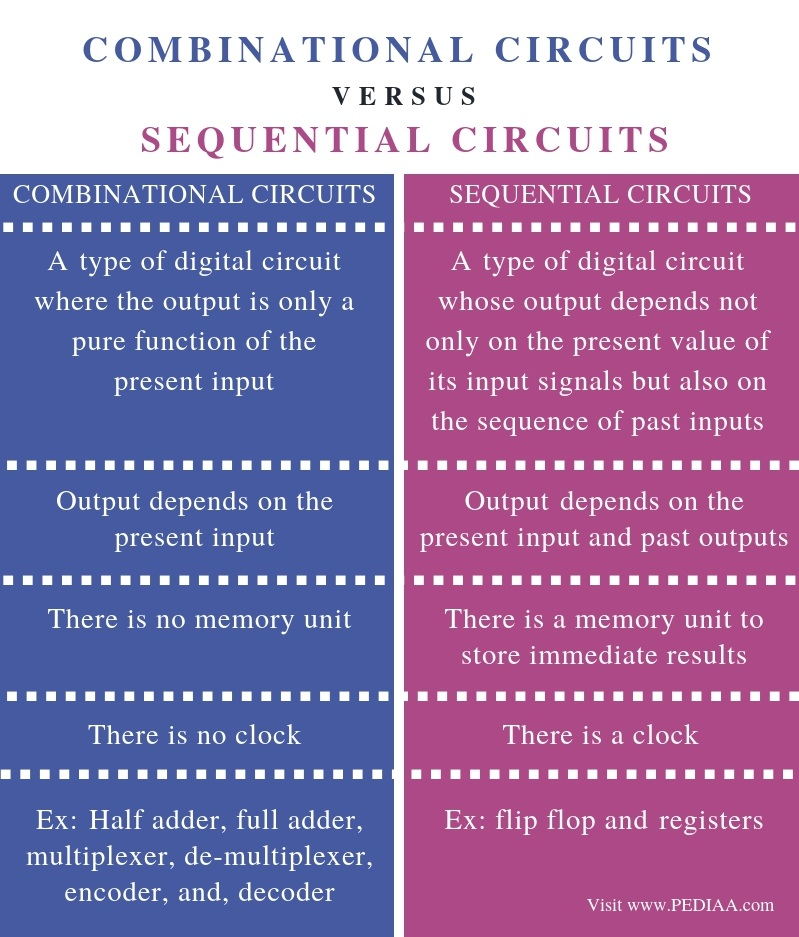 COMBINATIONAL CIRCUITS
VERSUS
SEQUENTIAL CIRCUITS
COMBINATIONAL CIRCUITS
A type of digital circuit
where the output is only a
pure function of the
present input
Output depends on the
present input
There is no memory unit
There is no clock
Ex: Half adder, full adder,
multiplexer, de-multiplexer,
encoder, and, decoder
SEQUENTIAL CIRCUITS
A type of digital circuit
whose output depends not
only on the present value of
its input signals but also on
the sequence of past inputs
Output depends on the
present input and past outputs
There is a memory unit to
store immediate results
There is a clock
Ex: flip flop and registers
Visit www.PEDIAA.com